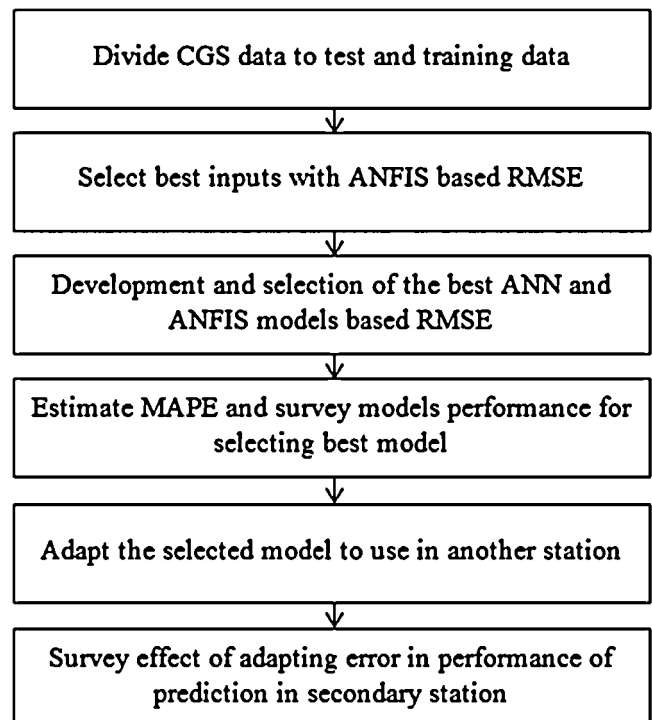 Divide CGS data to test and training data
Select best inputs with ANFIS based RMSE
Development and selection of the best ANN and
ANFIS models based RMSE
Estimate MAPE and survey models performance for
selecting best model
Adapt the selected model to use in another station
Survey effect of adapting error in performance of
prediction in secondary station